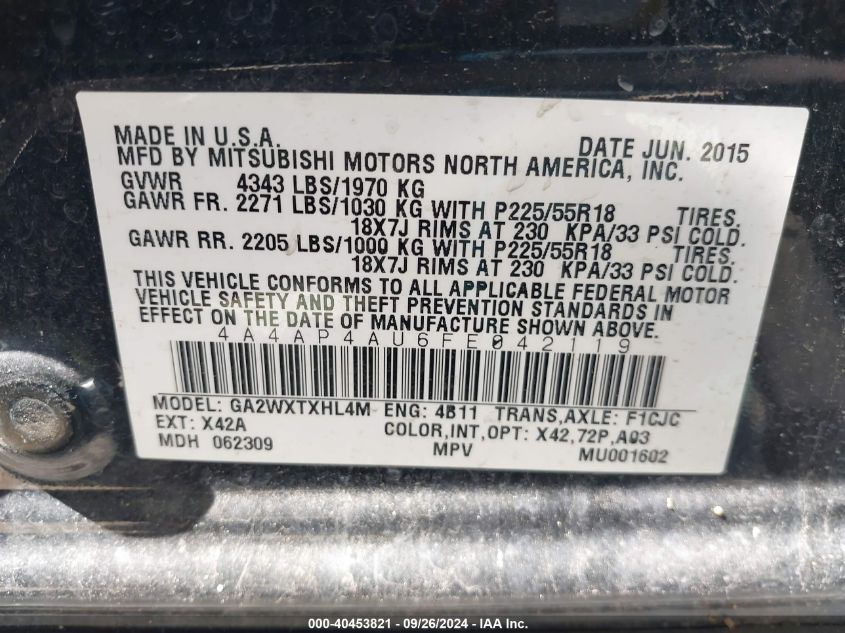 MADE IN U.S.A. DATE JUN. 2015
MFD BY MITSUBISHI MOTORS NORTH AMERICA, INC.
GVWR 4343 LBS/1970 KG
GAWR FR. 2271 LBS/1030 KG WITH P225/55R18 TIRES.
18X7J RIMS AT 230 KPA/33 PSI COLD.
GAWR RR. 2205 LBS/1000 KG WITH P225/55R18 TIRES.
18X7J RIMS AT 230 KPA/33 PSI COLD.
THIS VEHICLE CONFORMS TO ALL APPLICABLE FEDERAL MOTOR
VEHICLE SAFETY AND THEFT PREVENTION STANDARDS IN
EFFECT ON THE DATE OF MANUFACTURE SHOWN ABOVE.
4A4AP4AU6FE042119
MODEL: GA2WXTXHL4M ENG: 4B11 TRANS,AXLE: F1CJC
EXT: X42A COLOR,INT,OPT: X42,72P,A03
MDH 062309 MPV MU001602
000-40453821 - 09/26/2024 - IAA Inc.